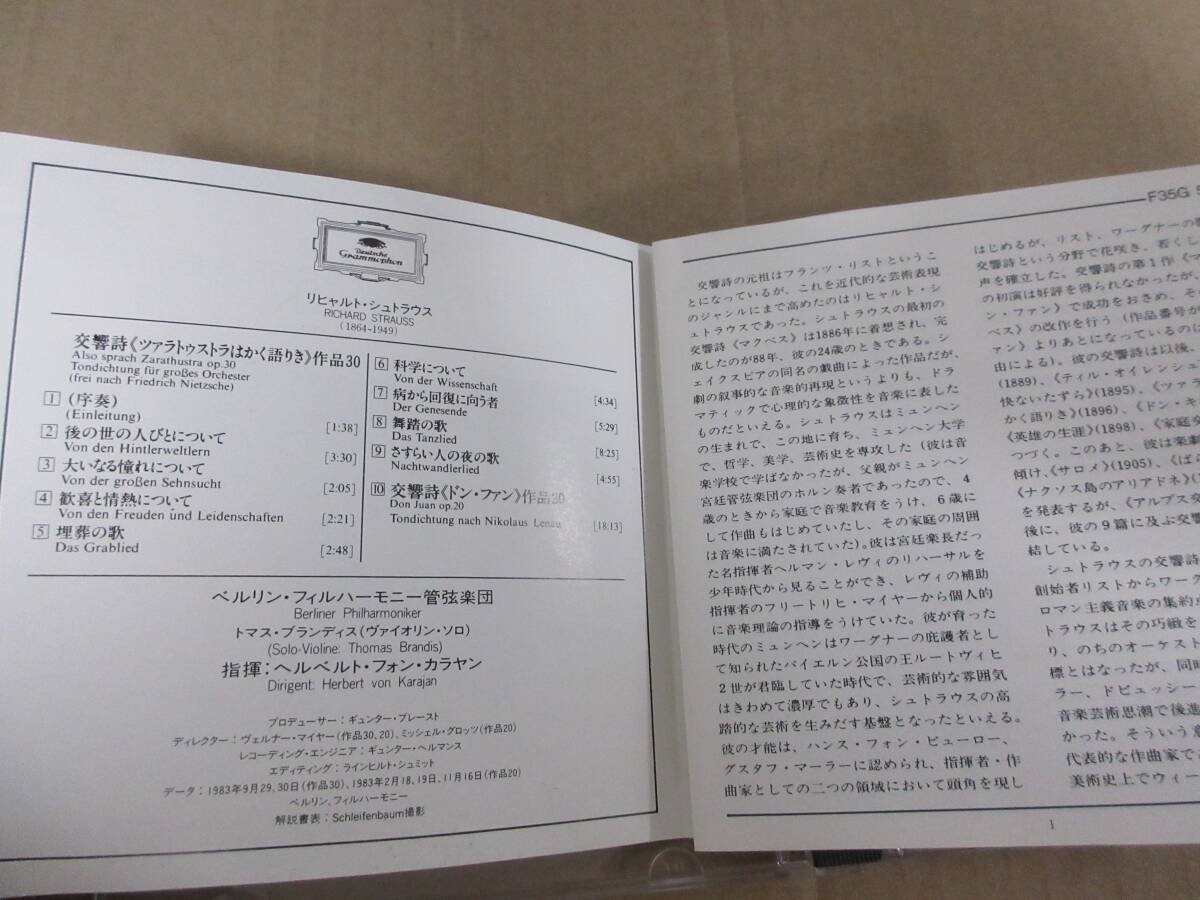 Deutsche
Grammophon
リヒャルト・シュトラウス
RICHARD STRAUSS
(1864-1949)
交響詩《ツァラトゥストラはかく語りき》作品30
Also sprach Zarathustra op.30
Tondichtung für großes Orchester
(frei nach Friedrich Nietzsche)
1 (序奏)
(Einleitung) [1:38]
2 後の世の人びとについて
Von den Hintlerweltlern [3:30]
3 大いなる憧れについて
Von der großen Sehnsucht [2:05]
4 歓喜と情熱について
Von den Freuden und Leidenschaften [2:21]
5 埋葬の歌
Das Grablied [2:48]
6 科学について
Von der Wissenschaft [4:34]
7 病から回復に向う者
Der Genesende [5:29]
8 舞踏の歌
Das Tanzlied [8:25]
9 さすらい人の夜の歌
Nachtwandlerlied [4:55]
10 交響詩《ドン・ファン》作品20
Don Juan op.20
Tondichtung nach Nikolaus Lenau [18:13]
ベルリン・フィルハーモニー管弦楽団
Berliner Philharmoniker
トマス・ブランディス(ヴァイオリン・ソロ)
(Solo-Violine: Thomas Brandis)
指揮:ヘルベルト・フォン・カラヤン
Dirigent: Herbert von Karajan
プロデューサー:ギュンター・ブレースト
ディレクター:ヴェルナー・マイヤー(作品30、20)、ミッシェル・グロッツ(作品20)
レコーディング・エンジニア:ギュンター・ヘルマンス
エディティング:ラインヒルト・シュミット
データ:1983年9月29、30日(作品30)、1983年2月18、19日、11月16日(作品20)
ベルリン、フィルハーモニー
解説書表:Schleifenbaum撮影
F35G 5
交響詩の元祖はフランツ・リストというこ
とになっているが、これを近代的な芸術表現
のジャンルにまで高めたのはリヒャルト・シ
ュトラウスであった。シュトラウスの最初の
交響詩《マクベス》は1886年に着想され、完
成したのが88年、彼の24歳のときである。シ
ェイクスピアの同名の戯曲による作品だが、
劇の叙事的な音楽的再現というよりも、ドラ
マティックで心理的な象徴性を音楽に表した
ものだといえる。シュトラウスはミュンヘン
の生まれで、この地に育ち、ミュンヘン大学
で、哲学、美学、芸術史を専攻した(彼は音
楽学校で学ばなかったが、父親がミュンヘン
宮廷管弦楽団のホルン奏者であったので、4
歳のときから家庭で音楽教育をうけ、6歳に
して作曲もはじめていたし、その家庭の周囲
は音楽に満たされていた)。彼は宮廷楽長だっ
た名指揮者ヘルマン・レヴィのリハーサルを
少年時代から見ることができ、レヴィの補助
指揮者のフリートリヒ・マイヤーから個人的
に音楽理論の指導をうけていた。彼が育った
時代のミュンヘンはワーグナーの庇護者とし
て知られたバイエルン公国の王ルートヴィヒ
2世が君臨していた時代で、芸術的な雰囲気
はきわめて濃厚でもあり、シュトラウスの高
踏的な芸術を生みだす基盤となったといえる。
彼の才能は、ハンス・フォン・ビューロー、
グスタフ・マーラーに認められ、指揮者・作
曲家としての二つの領域において頭角を現し
はじめるが、リスト、ワーグナーの
交響詩という分野で花咲き、若くし
声を確立した。交響詩の第1作《マ
の初演は好評を得られなかったが、
ン・ファン》で成功をおさめ、その
ベス》の改作を行う(作品番号が
ァン》よりあとになっているのは
由による)。彼の交響詩は以後、
(1889)、《ティル・オイレンシュ
快ないたずら》(1895)、《ツァラ
かく語りき》(1896)、《ドン・キ
《英雄の生涯》(1898)、《家庭交
つづく。このあと、彼は楽劇
傾け、《サロメ》(1905)、《ばら
《ナクソス島のアリアドネ》(
を発表するが、《アルプス交
後に、彼の9篇に及ぶ交響
結している。
シュトラウスの交響詩
創始者リストからワーク
ロマン主義音楽の集約点
トラウスはその巧緻を
り、のちのオーケスト
標とはなったが、同時
ラー、ドビュッシー
音楽芸術思潮で後進
かった。そういう意
代表的な作曲家で
美術史上でウィー
1